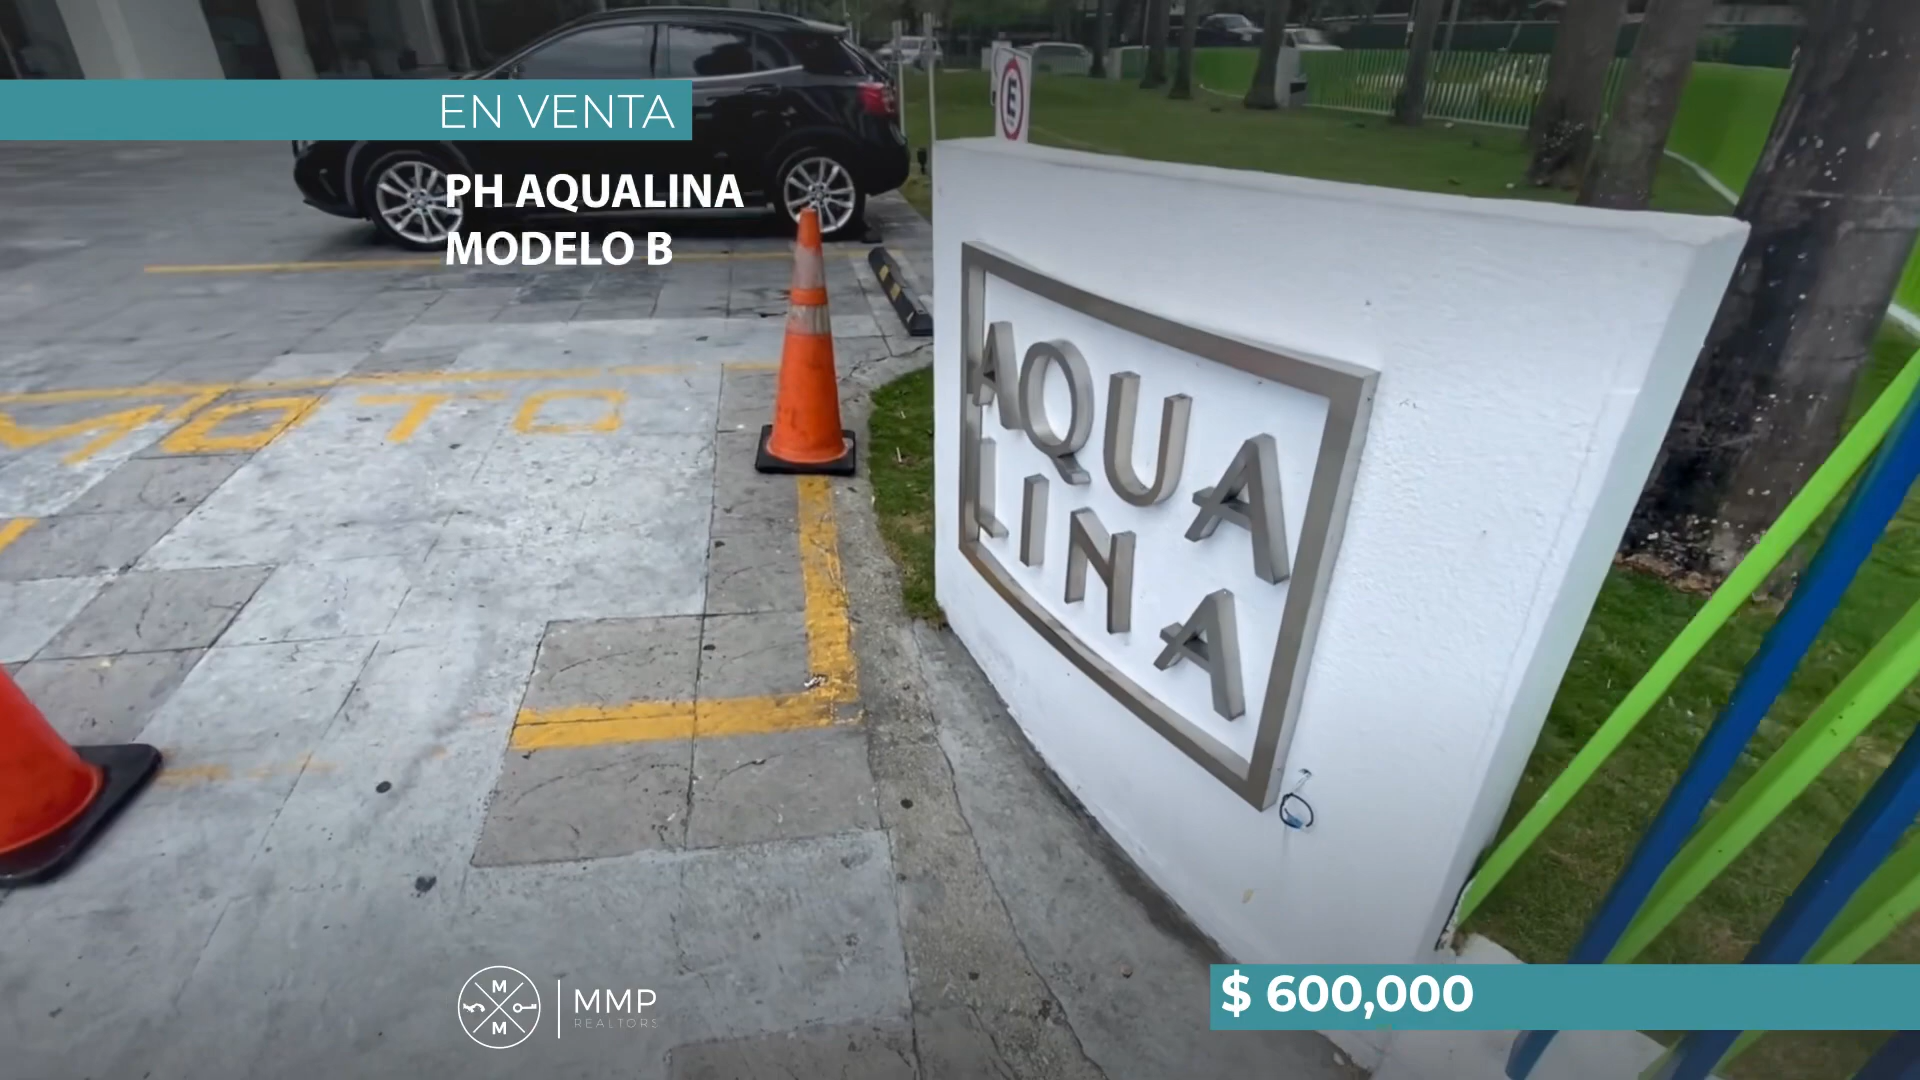 EN VENTA
PH AQUALINA
MODELO B
E
AQUA
LINA
MOTO
M
M
MMP
REALTORS
$ 600,000